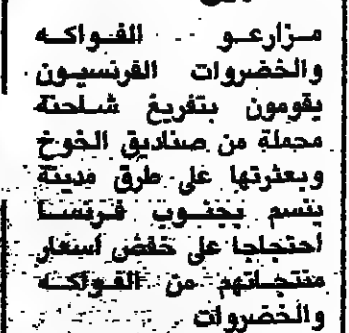 مزارعو الفواكه
والخضروات الفرنسيون
يقومون بتفريغ شاحنة
محملة من صناديق الخوخ
وبعثرتها على طرق مدينة
ينسم بجنوب فرنسا
احتجاجا على خفض أسعار
منتجاتهم من الفواكه
والخضروات